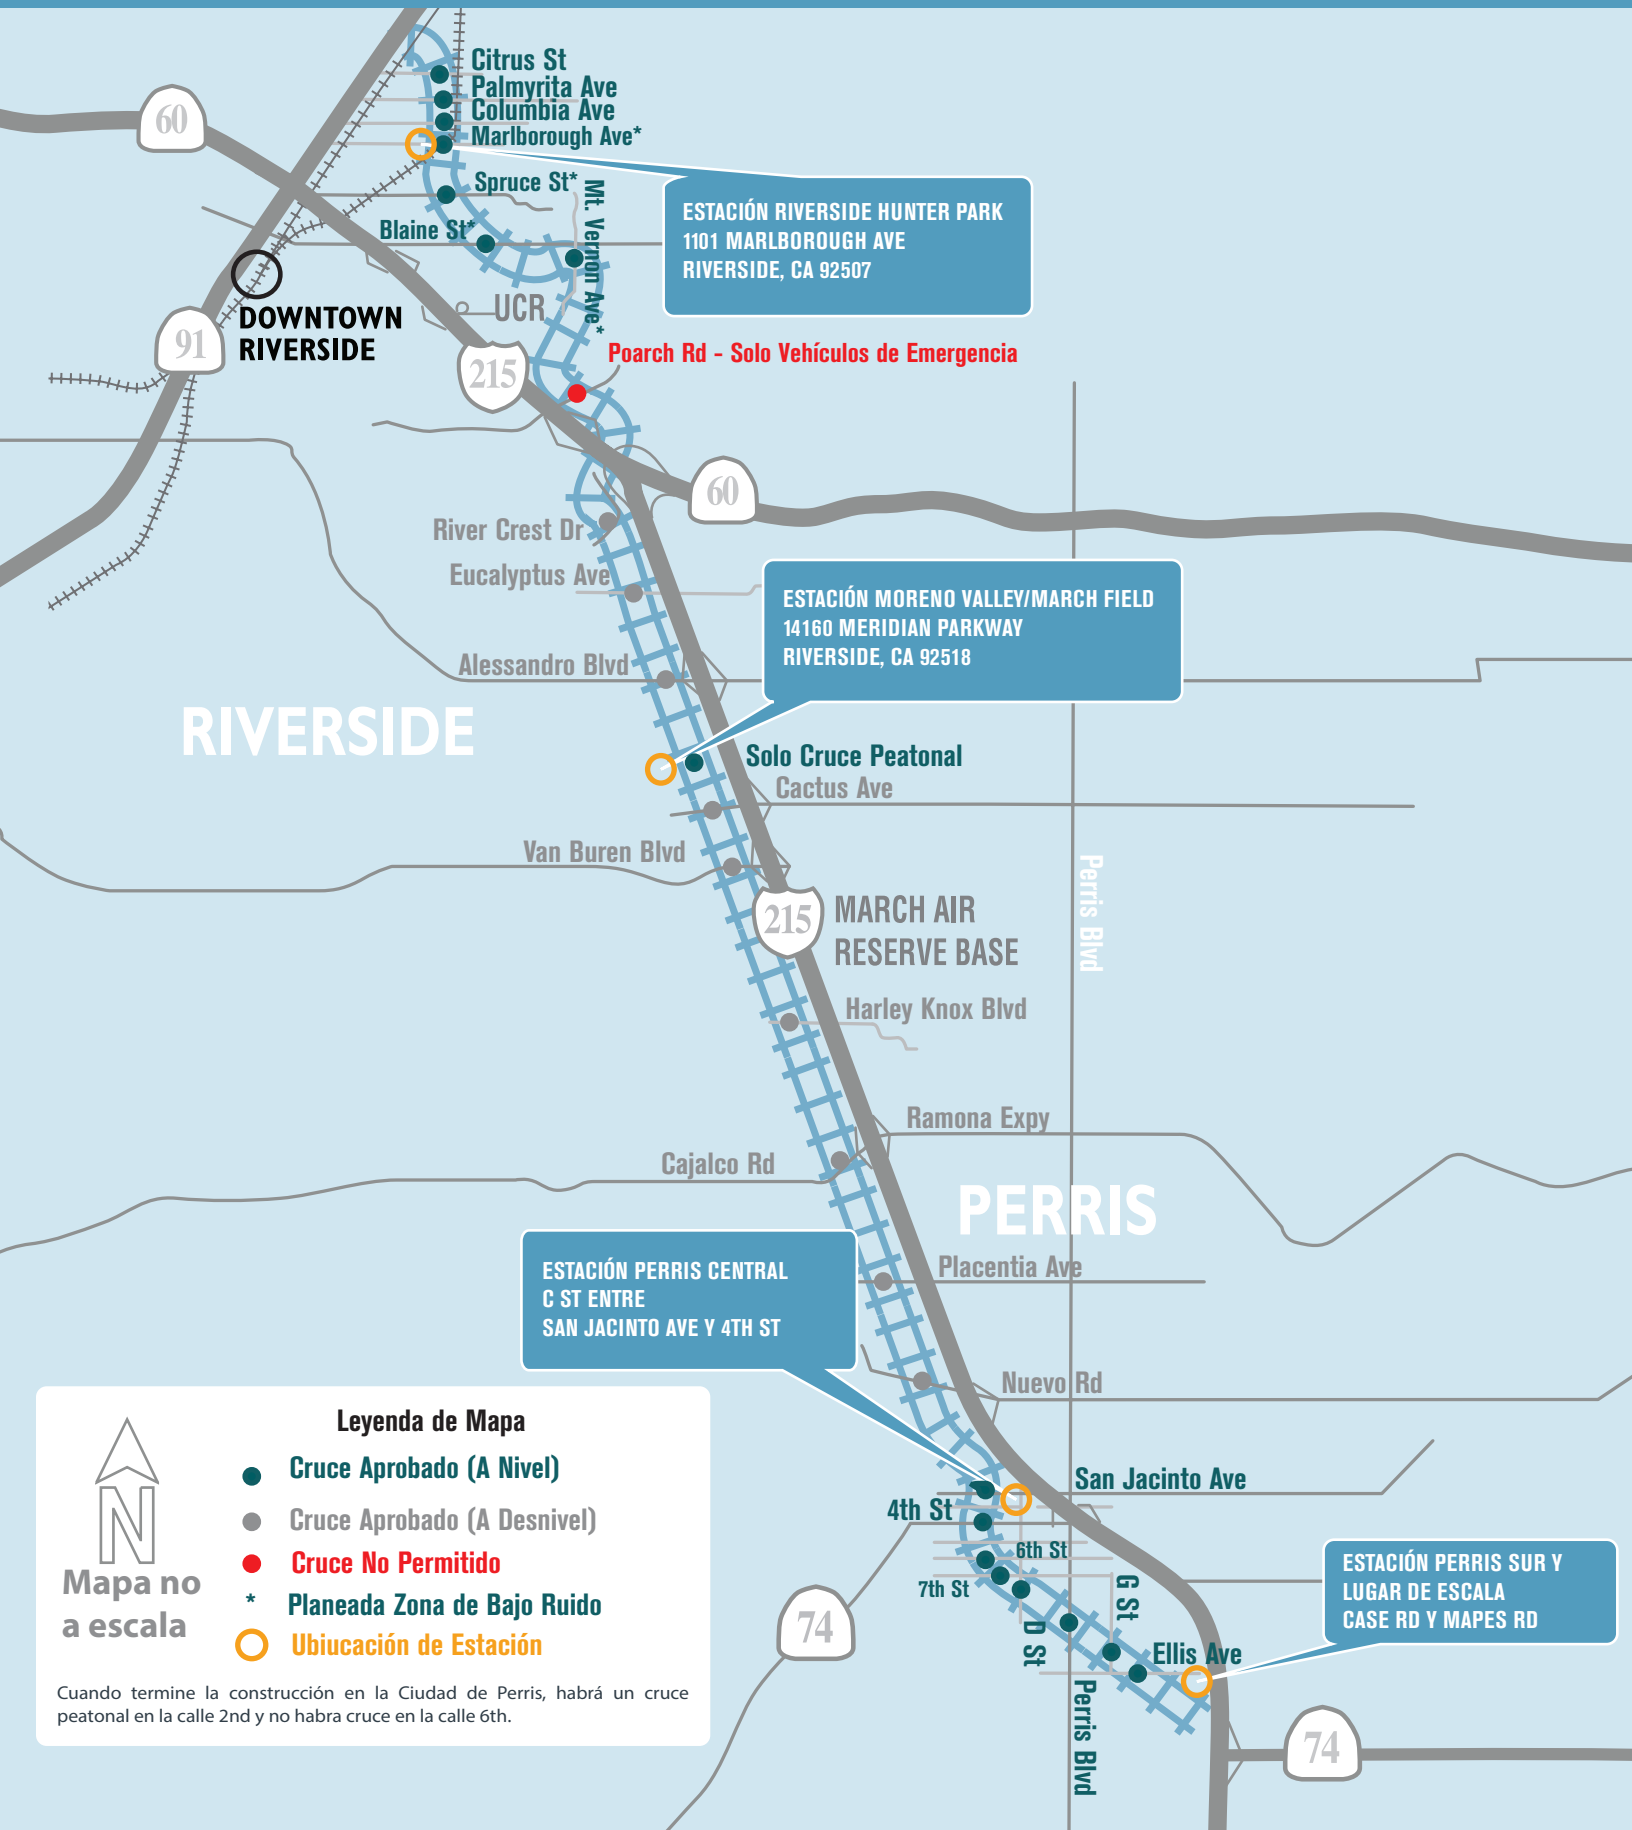 Citrus St
Palmyrita Ave
Columbia Ave
Marlborough Ave*
60
Spruce St*
Mt. Vernon Ave*
Blaine St*
ESTACIÓN RIVERSIDE HUNTER PARK
1101 MARLBOROUGH AVE
RIVERSIDE, CA 92507
UCR
DOWNTOWN
RIVERSIDE
91
215
Poarch Rd - Solo Vehículos de Emergencia
60
River Crest Dr
Eucalyptus Ave
ESTACIÓN MORENO VALLEY/MARCH FIELD
14160 MERIDIAN PARKWAY
RIVERSIDE, CA 92518
Alessandro Blvd
RIVERSIDE
Solo Cruce Peatonal
Cactus Ave
Van Buren Blvd
Perris Blvd
215
MARCH AIR
RESERVE BASE
Harley Knox Blvd
Ramona Expy
Cajalco Rd
PERRIS
Placentia Ave
ESTACIÓN PERRIS CENTRAL
C ST ENTRE
SAN JACINTO AVE Y 4TH ST
Nuevo Rd
San Jacinto Ave
4th St
6th St
7th St
G St
D St
Ellis Ave
Perris Blvd
ESTACIÓN PERRIS SUR Y
LUGAR DE ESCALA
CASE RD Y MAPES RD
74
74
Leyenda de Mapa
Cruce Aprobado (A Nivel)
Cruce Aprobado (A Desnivel)
Cruce No Permitido
* Planeada Zona de Bajo Ruido
Ubiucación de Estación
N
Mapa no
a escala
Cuando termine la construcción en la Ciudad de Perris, habrá un cruce
peatonal en la calle 2nd y no habra cruce en la calle 6th.